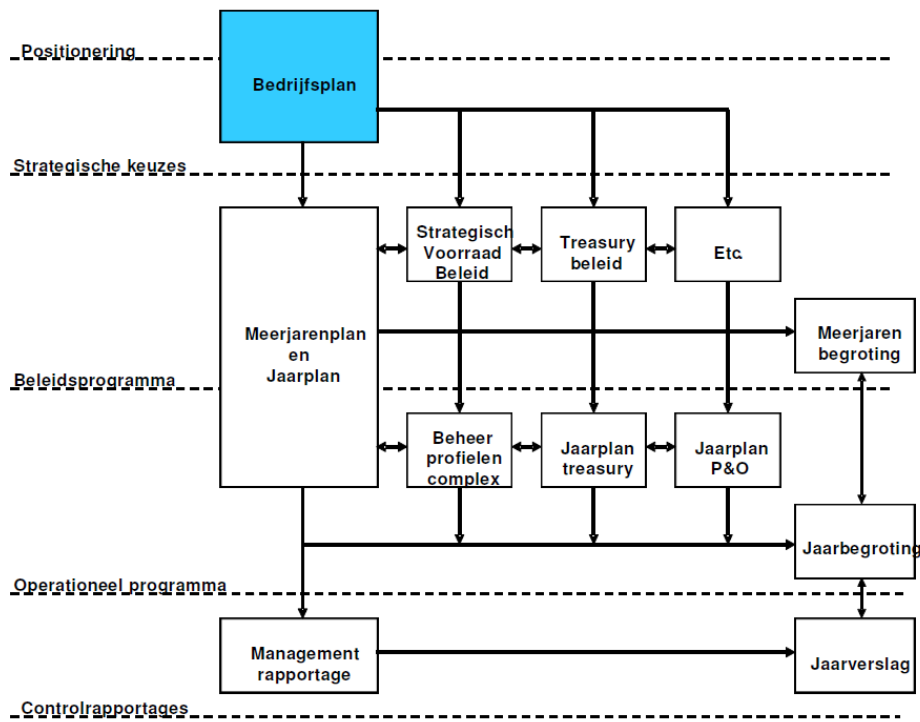 Positionering
Bedrijfsplan
Strategische keuzes
Strategisch
Voorraad
Beleid
Treasury
beleid
Etc.
Meerjarenplan
en
Jaarplan
Meerjaren
begroting
Beleidsprogramma
Beheer
profielen
complex
Jaarplan
treasury
Jaarplan
P&O
Jaarbegroting
Operationeel programma
Management
rapportage
Jaarverslag
Controlrapportages